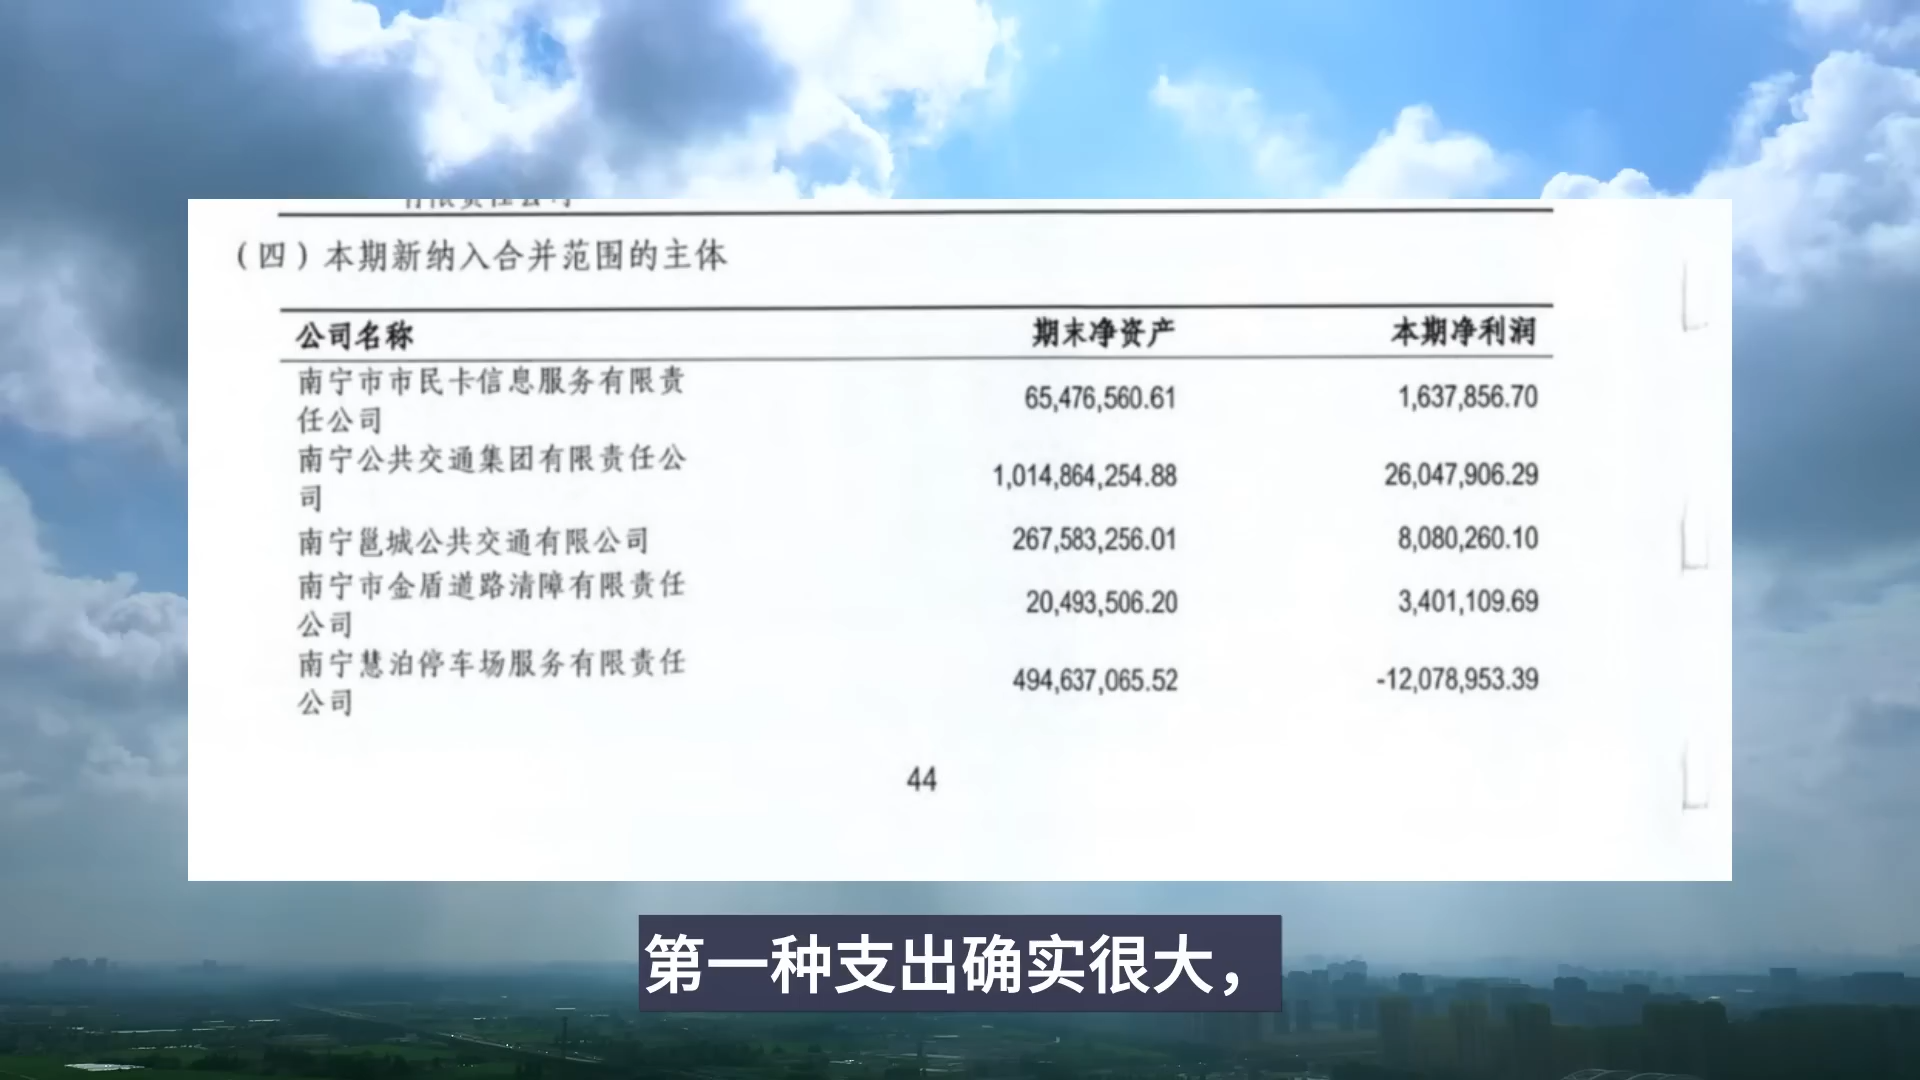 有限责任公司
（四）本期新纳入合并范围的主体
公司名称 期末净资产 本期净利润
南宁市市民卡信息服务有限责
任公司 65,476,560.61 1,637,856.70
南宁公共交通集团有限责任公
司 1,014,864,254.88 26,047,906.29
南宁邕城公共交通有限公司 267,583,256.01 8,080,260.10
南宁市金盾道路清障有限责任
公司 20,493,506.20 3,401,109.69
南宁慧泊停车场服务有限责任
公司 494,637,065.52 -12,078,953.39
44
第一种支出确实很大，